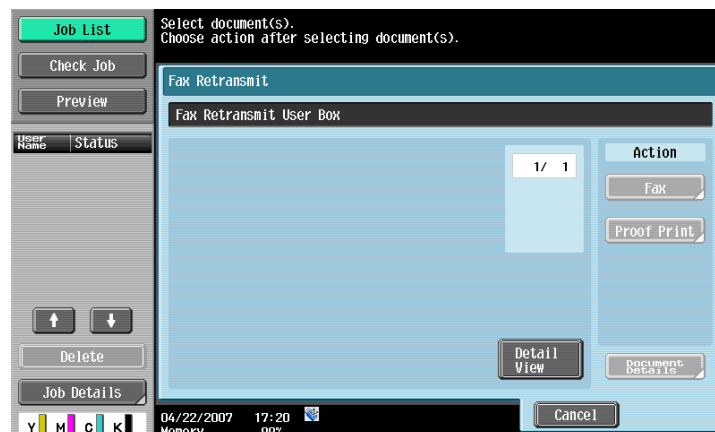 Job List
Check Job
Preview
User Name
Status
Delete
Job Details
Y M C K
Select document(s).
Choose action after selecting document(s).
Fax Retransmit
Fax Retransmit User Box
1/ 1
Action
Fax
Proof Print
Detail View
Document Details
04/22/2007 17:20
Memory 99%
Cancel